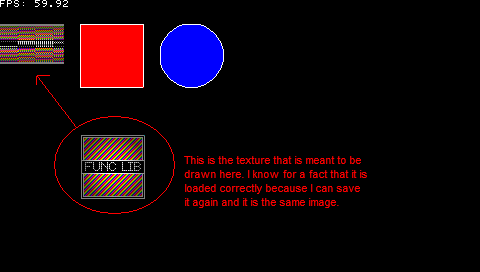 FPS: 59.92
FUNC LIB
This is the texture that is meant to be
drawn here. I know for a fact that it is
loaded correctly because I can save
it again and it is the same image.